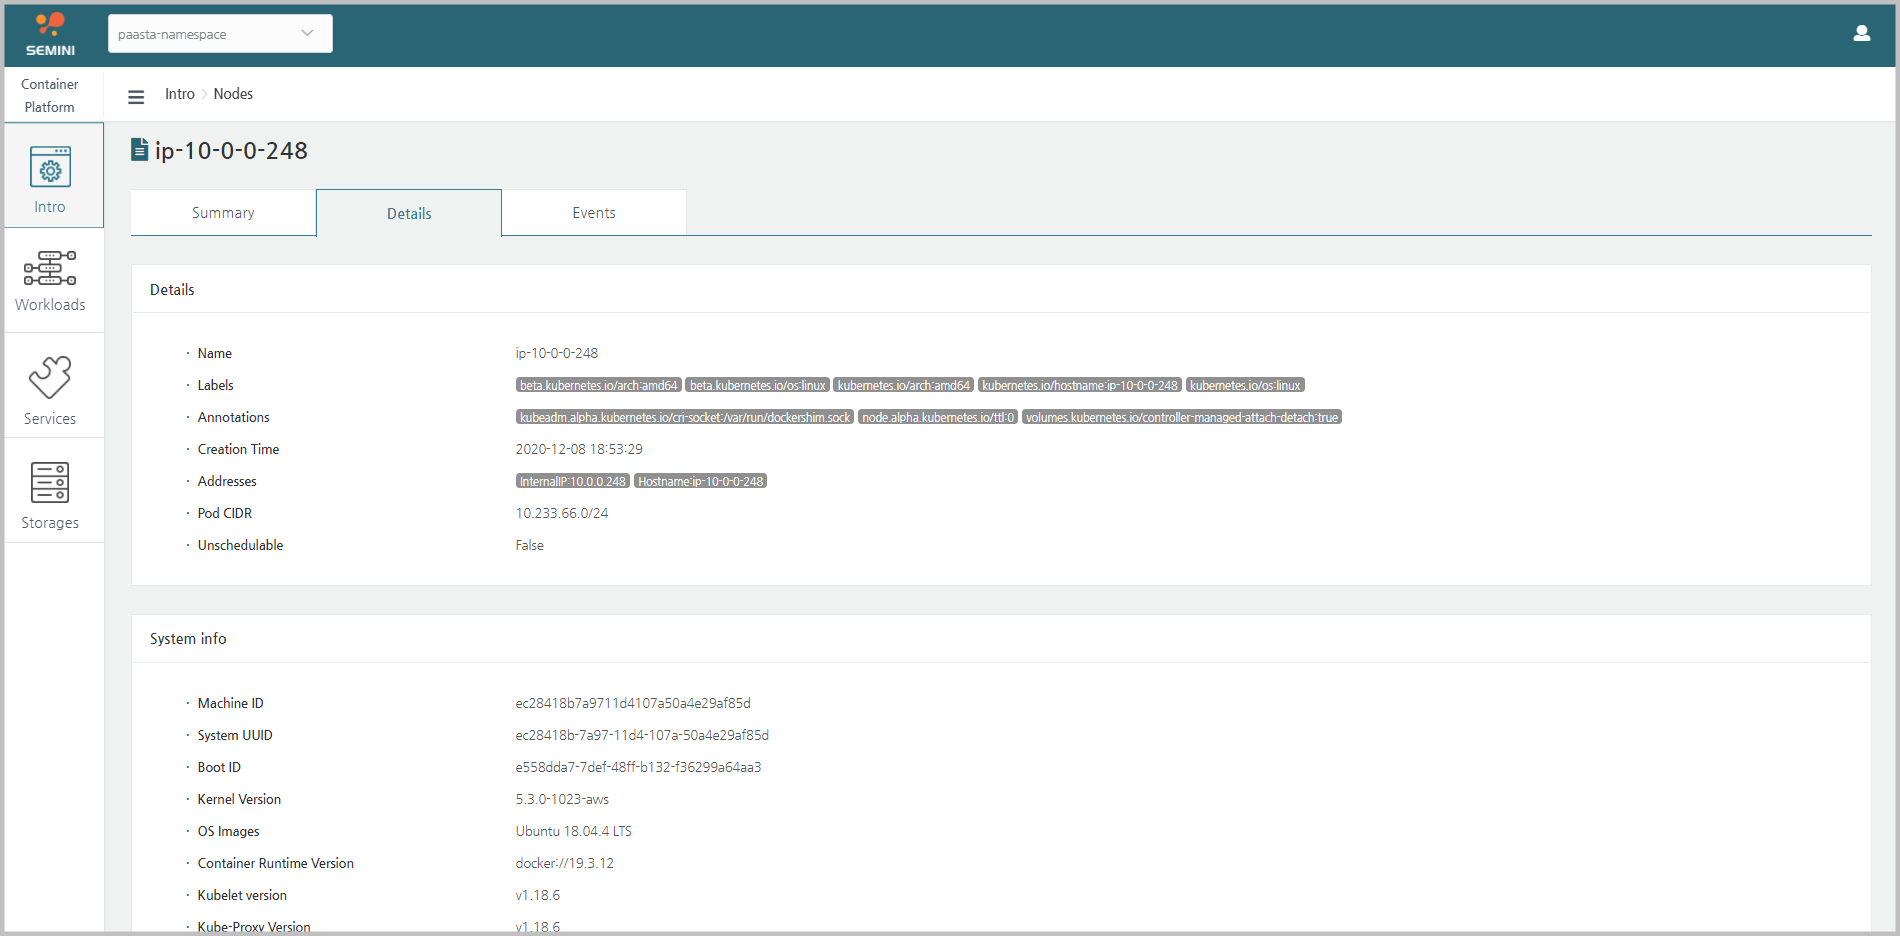 SEMINI
paasta-namespace
Container
Platform
Intro
Workloads
Services
Storages
Intro > Nodes
ip-10-0-0-248
Summary
Details
Events
Details
· Name ip-10-0-0-248
· Labels beta.kubernetes.io/arch:amd64 beta.kubernetes.io/os:linux kubernetes.io/arch:amd64 kubernetes.io/hostname:ip-10-0-0-248 kubernetes.io/os:linux
· Annotations kubeadm.alpha.kubernetes.io/cri-socket:/var/run/dockershim.sock node.alpha.kubernetes.io/ttl:0 volumes.kubernetes.io/controller-managed-attach-detach:true
· Creation Time 2020-12-08 18:53:29
· Addresses InternalIP:10.0.0.248 Hostname:ip-10-0-0-248
· Pod CIDR 10.233.66.0/24
· Unschedulable False
System info
· Machine ID ec28418b7a9711d4107a50a4e29af85d
· System UUID ec28418b-7a97-11d4-107a-50a4e29af85d
· Boot ID e558dda7-7def-48ff-b132-f36299a64aa3
· Kernel Version 5.3.0-1023-aws
· OS Images Ubuntu 18.04.4 LTS
· Container Runtime Version docker://19.3.12
· Kubelet version v1.18.6
· Kube-Proxy Version v1.18.6